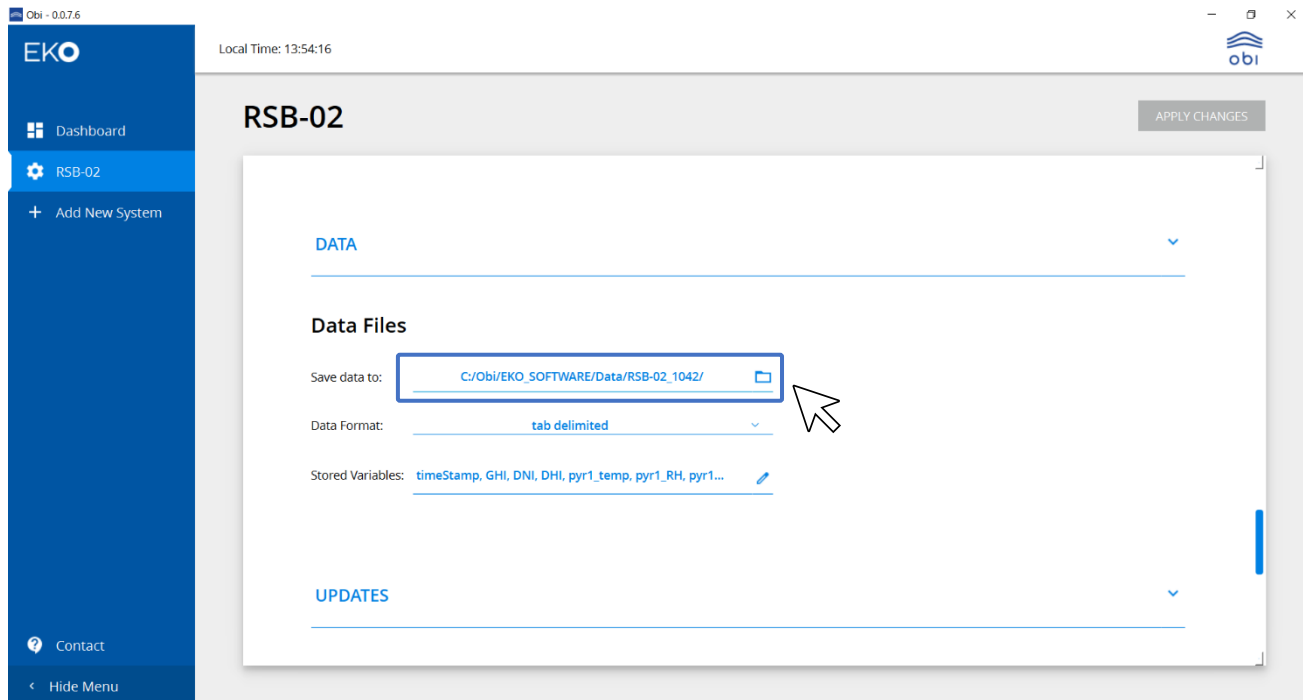 Obi - 0.0.7.6
EKO
Local Time: 13:54:16
obi
Dashboard
RSB-02
Add New System
RSB-02
APPLY CHANGES
DATA
Data Files
Save data to: C:/Obi/EKO_SOFTWARE/Data/RSB-02_1042/
Data Format: tab delimited
Stored Variables: timeStamp, GHI, DNI, DHI, pyr1_temp, pyr1_RH, pyr1...
UPDATES
Contact
Hide Menu